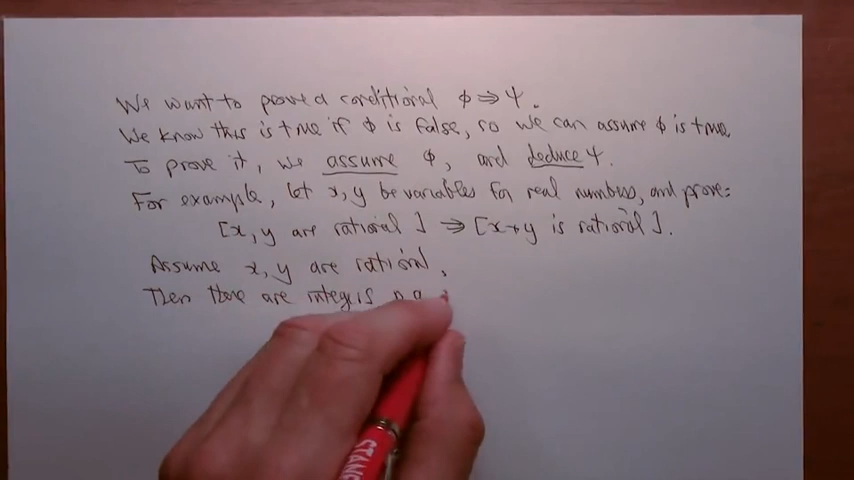 We want to prove a conditional ϕ ⇒ Ψ.
We know this is true if ϕ is false, so we can assume ϕ is true.
To prove it, we assume ϕ, and deduce Ψ.
For example, let x, y be variables for real numbers, and prove:
[x, y are rational] ⇒ [x+y is rational].
Assume x, y are rational.
Then there are integers p, q,
STAN